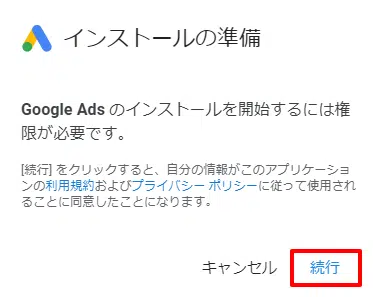 インストールの準備
Google Ads のインストールを開始するには権
限が必要です。
[続行] をクリックすると、自分の情報がこのアプリケーショ
ンの利用規約およびプライバシー ポリシーに従って使用され
ることに同意したことになります。
キャンセル 続行